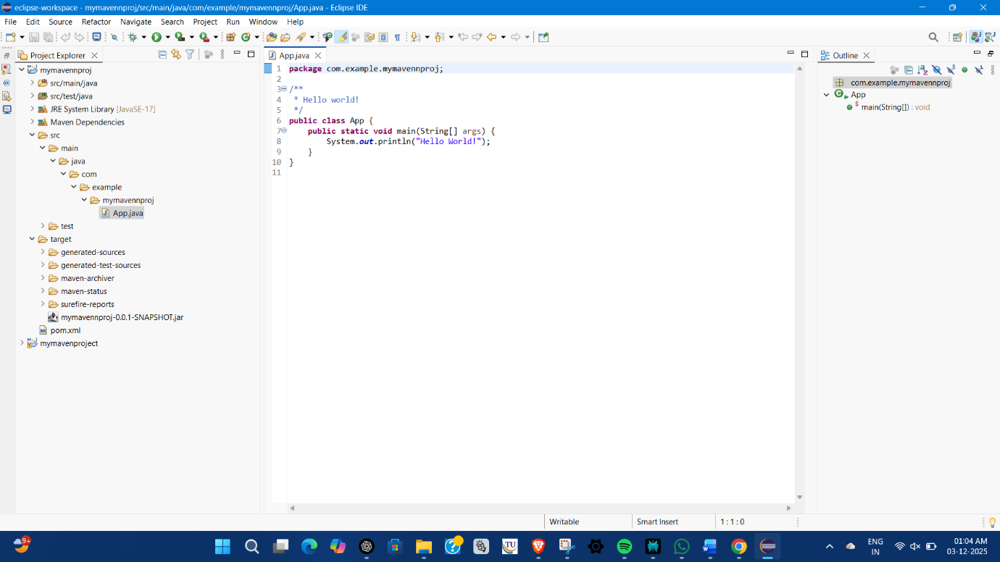 eclipse-workspace - mymavennproj/src/main/java/com/example/mymavennproj/App.java - Eclipse IDE
File Edit Source Refactor Navigate Search Project Run Window Help
Project Explorer
mymavennproj
src/main/java
src/test/java
JRE System Library [JavaSE-17]
Maven Dependencies
src
main
java
com
example
mymavennproj
App.java
test
target
generated-sources
generated-test-sources
maven-archiver
maven-status
surefire-reports
mymavennproj-0.0.1-SNAPSHOT.jar
pom.xml
mymavenproject
App.java
1 package com.example.mymavennproj;
2
3 /**
4 * Hello world!
5 */
6 public class App {
7 public static void main(String[] args) {
8 System.out.println("Hello World!");
9 }
10 }
11
Outline
com.example.mymavennproj
App
main(String[]) : void
Writable Smart Insert 1 : 1 : 0
9+
TU
ENG
IN
01:04 AM
03-12-2025